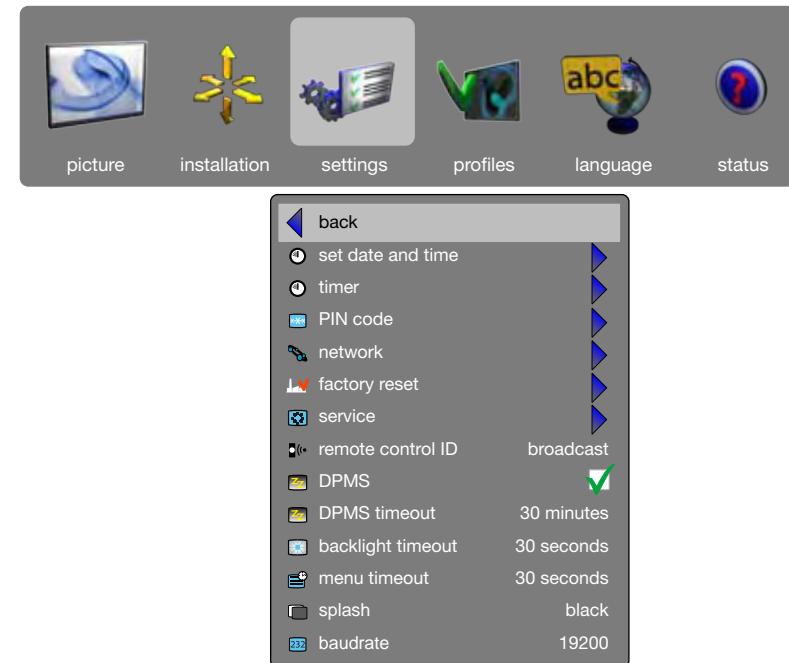 abc
picture installation settings profiles language status
back
set date and time
timer
PIN code
network
factory reset
service
remote control ID broadcast
DPMS
DPMS timeout 30 minutes
backlight timeout 30 seconds
menu timeout 30 seconds
splash black
232 baudrate 19200